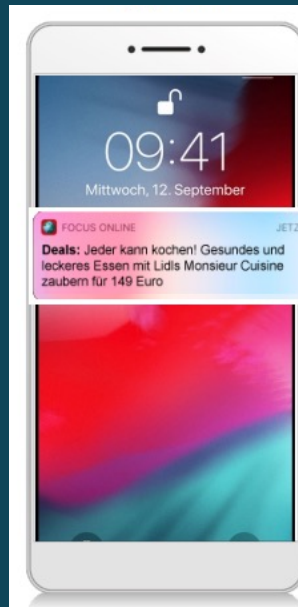 09:41
Mittwoch, 12. September
FOCUS ONLINE JETZ
Deals: Jeder kann kochen! Gesundes und
leckeres Essen mit Lidls Monsieur Cuisine
zaubern für 149 Euro